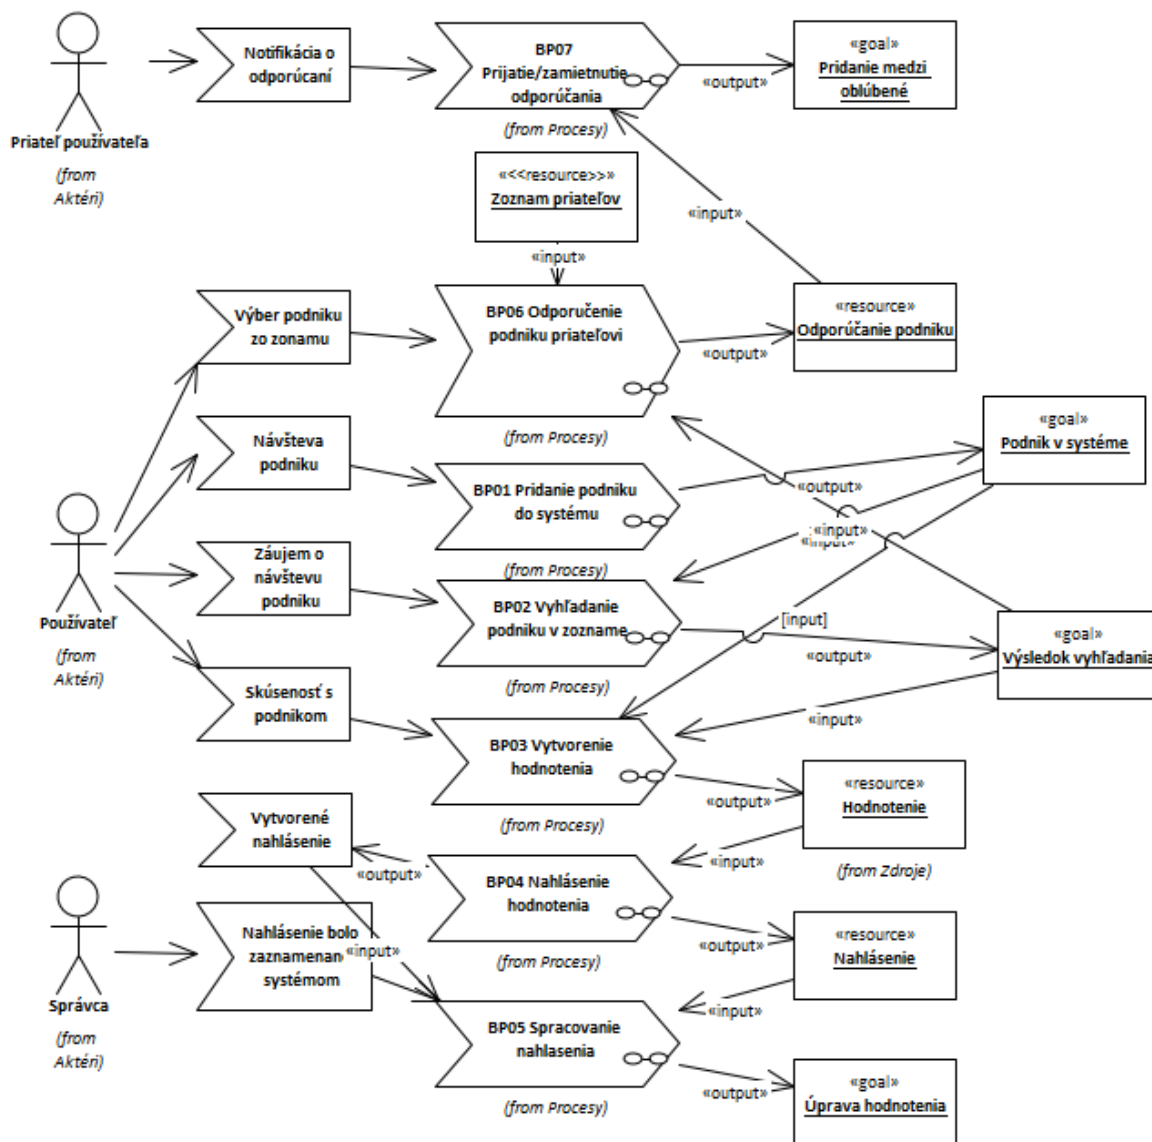 Notifikácia o
odporúcaní
BP07
Prijatie/zamietnutie
odporúčania
(from Procesy)
«output»
«goal»
Pridanie medzi
oblúbené
Priateľ používateľa
(from
Aktéri)
«<<resource>>»
Zoznam priateľov
«input»
«input»
Výber podniku
zo zonamu
BP06 Odporučenie
podniku priateľovi
(from Procesy)
«output»
«resource»
Odporúčanie podniku
Návšteva
podniku
BP01 Pridanie podniku
do systému
(from Procesy)
«output»
«goal»
Podnik v systéme
«input»
«input»
Používateľ
(from
Aktéri)
Záujem o
návštevu
podniku
BP02 Vyhľadanie
podniku v zozname
(from Procesy)
[input]
«output»
«goal»
Výsledok vyhľadania
Skúsenosť s
podnikom
BP03 Vytvorenie
hodnotenia
(from Procesy)
«input»
«output»
«resource»
Hodnotenie
(from Zdroje)
Vytvorené
nahlásenie
«output»
BP04 Nahlásenie
hodnotenia
(from Procesy)
«input»
«output»
«resource»
Nahlásenie
Správca
(from
Aktéri)
Nahlásenie bolo
zaznamenan
systémom
«input»
BP05 Spracovanie
nahlasenia
(from Procesy)
«input»
«output»
«goal»
Úprava hodnotenia